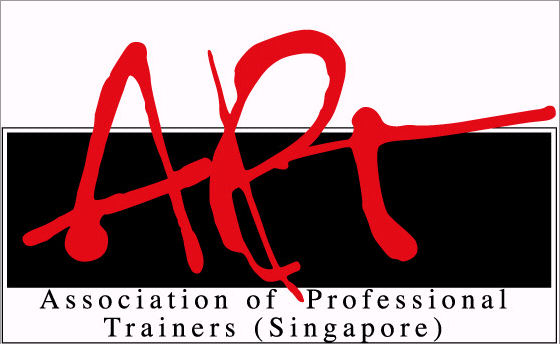 APT
Association of Professional
Trainers (Singapore)